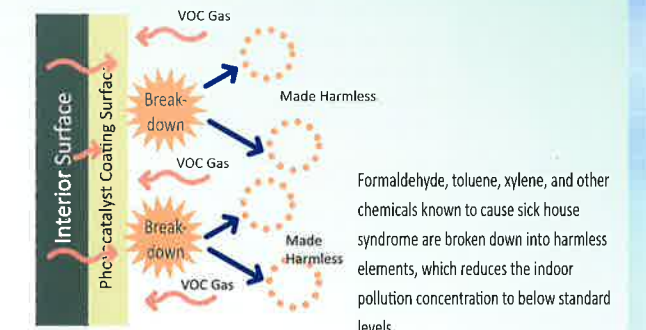 VOC Gas
Interior Surface
Photocatalyst Coating Surface
Break-
down
Made Harmless
VOC Gas
Break-
down
Made
Harmless
VOC Gas
Formaldehyde, toluene, xylene, and other
chemicals known to cause sick house
syndrome are broken down into harmless
elements, which reduces the indoor
pollution concentration to below standard
levels.